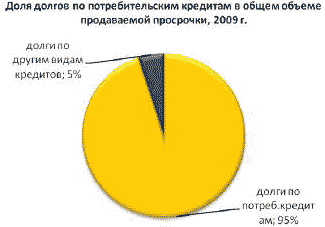 Доля долгов по потребительским кредитам в общем объеме
продаваемой просрочки, 2009 г.
долги по
другим видам
кредитов; 5%
долги по
потреб.кредит
ам; 95%